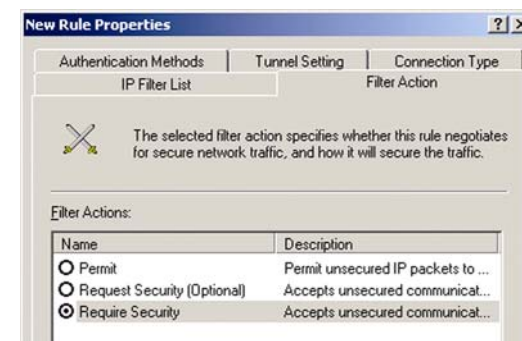 New Rule Properties ? ×
Authentication Methods Tunnel Setting Connection Type
IP Filter List Filter Action
The selected filter action specifies whether this rule negotiates
for secure network traffic, and how it will secure the traffic.
Filter Actions:
Name Description
Permit Permit unsecured IP packets to ...
Request Security (Optional) Accepts unsecured communicat...
Require Security Accepts unsecured communicat...